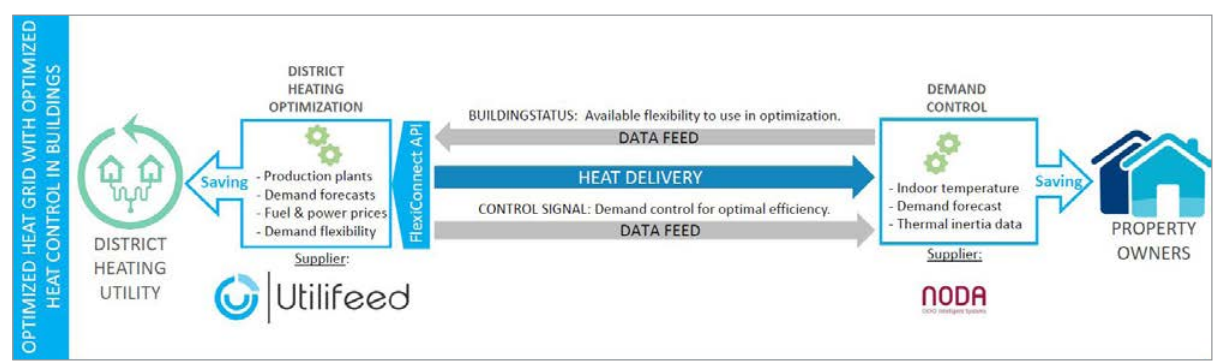 OPTIMIZED HEAT GRID WITH OPTIMIZED
HEAT CONTROL IN BUILDINGS
DISTRICT
HEATING
UTILITY
Saving
DISTRICT
HEATING
OPTIMIZATION
- Production plants
- Demand forecasts
- Fuel & power prices
- Demand flexibility
Supplier:
Utilifeed
FlexiConnect API
BUILDINGSTATUS: Available flexibility to use in optimization.
DATA FEED
HEAT DELIVERY
CONTROL SIGNAL: Demand control for optimal efficiency.
DATA FEED
DEMAND
CONTROL
- Indoor temperature
- Demand forecast
- Thermal inertia data
Supplier:
NODA
Saving
PROPERTY
OWNERS